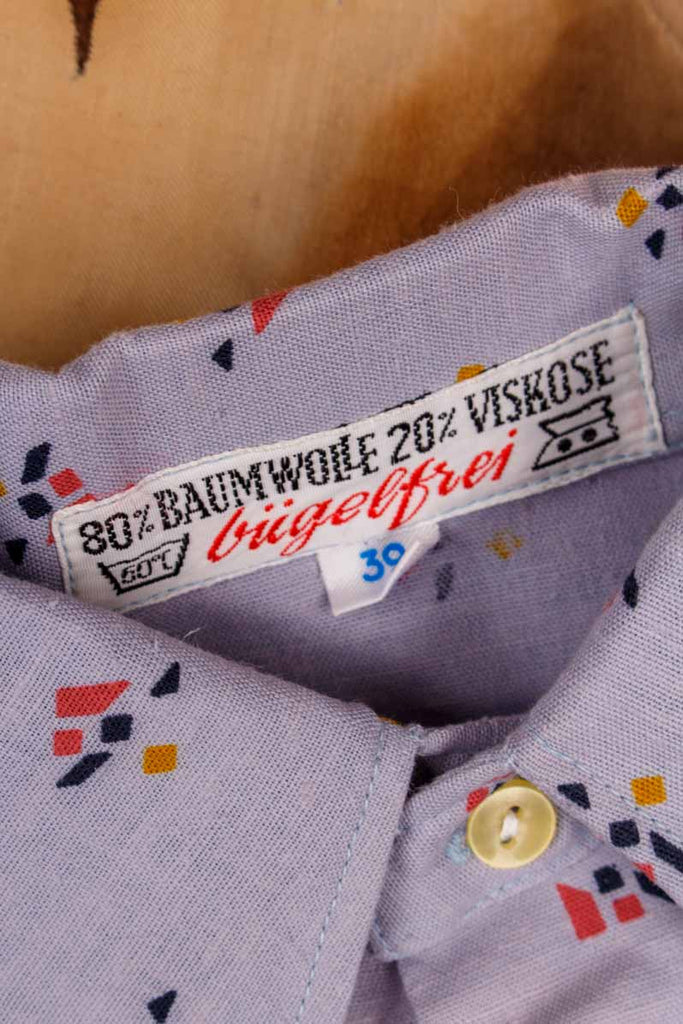 80% BAUMWOLLE 20% VISKOSE
60°C bügelfrei
39